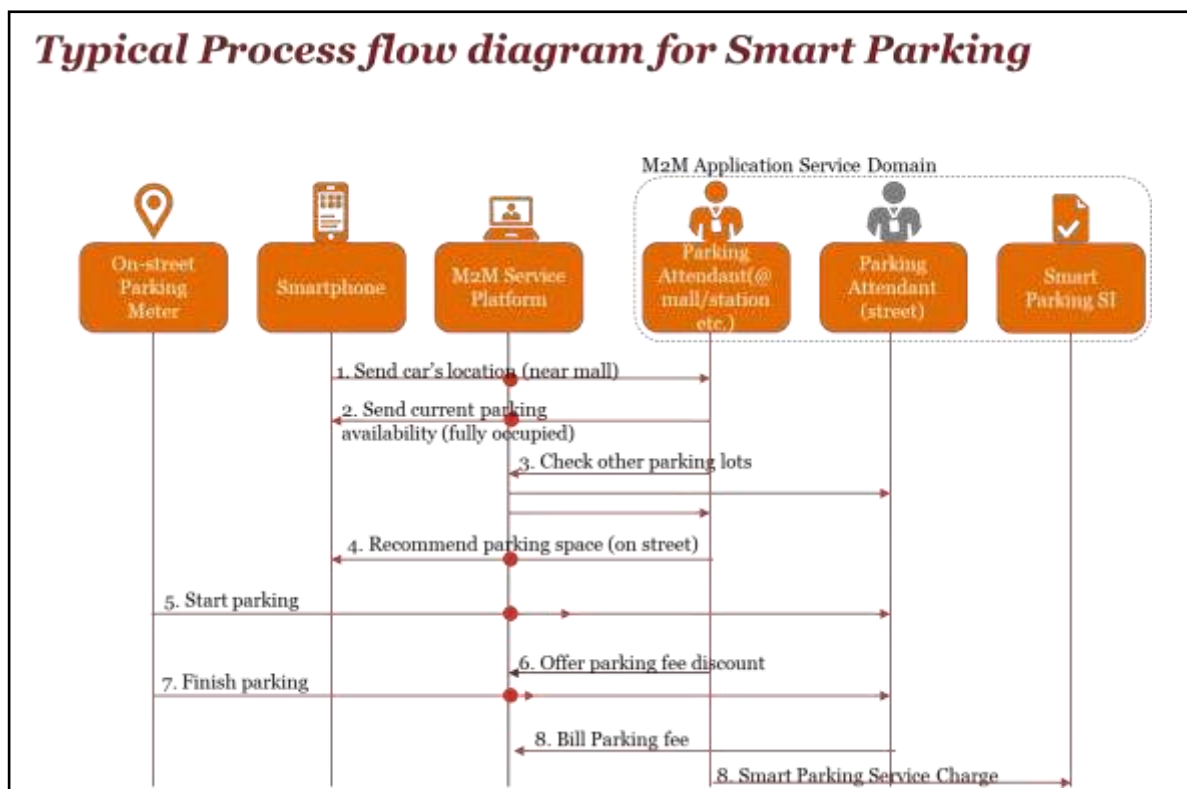 Typical Process flow diagram for Smart Parking
M2M Application Service Domain
On-street
Parking
Meter
Smartphone
M2M Service
Platform
Parking
Attendant(@
mall/station
etc.)
Parking
Attendant
(street)
Smart
Parking SI
1. Send car's location (near mall)
2. Send current parking
availability (fully occupied)
3. Check other parking lots
4. Recommend parking space (on street)
5. Start parking
6. Offer parking fee discount
7. Finish parking
8. Bill Parking fee
8. Smart Parking Service Charge